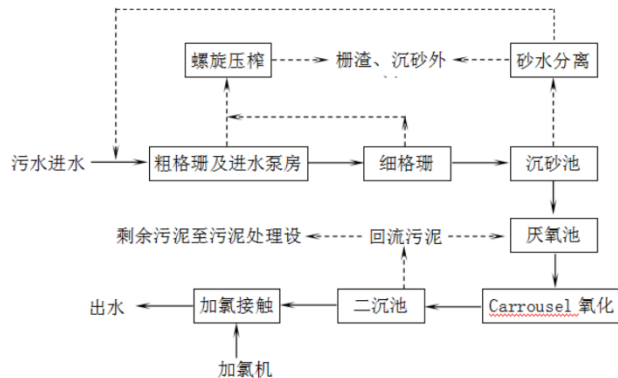 螺旋压榨
栅渣、沉砂外
砂水分离
污水进水
粗格珊及进水泵房
细格珊
沉砂池
剩余污泥至污泥处理设
回流污泥
厌氧池
出水
加氯接触
二沉池
Carrousel 氧化
加氯机